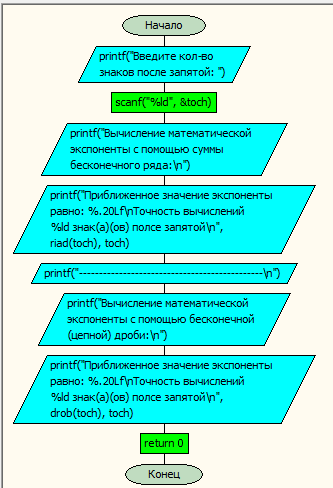 Начало
printf("Введите кол-во
знаков после запятой: ")
scanf("%ld", &toch)
printf("Вычисление математической
экспоненты с помощью суммы
бесконечного ряда:\n")
printf("Приближенное значение экспоненты
равно: %.20Lf\nТочность вычислений
%ld знак(а)(ов) полсе запятой\n",
riad(toch), toch)
printf("----------------------------------------------\n")
printf("Вычисление математической
экспоненты с помощью бесконечной
(цепной) дроби:\n")
printf("Приближенное значение экспоненты
равно: %.20Lf\nТочность вычислений
%ld знак(а)(ов) полсе запятой\n",
drob(toch), toch)
return 0
Конец